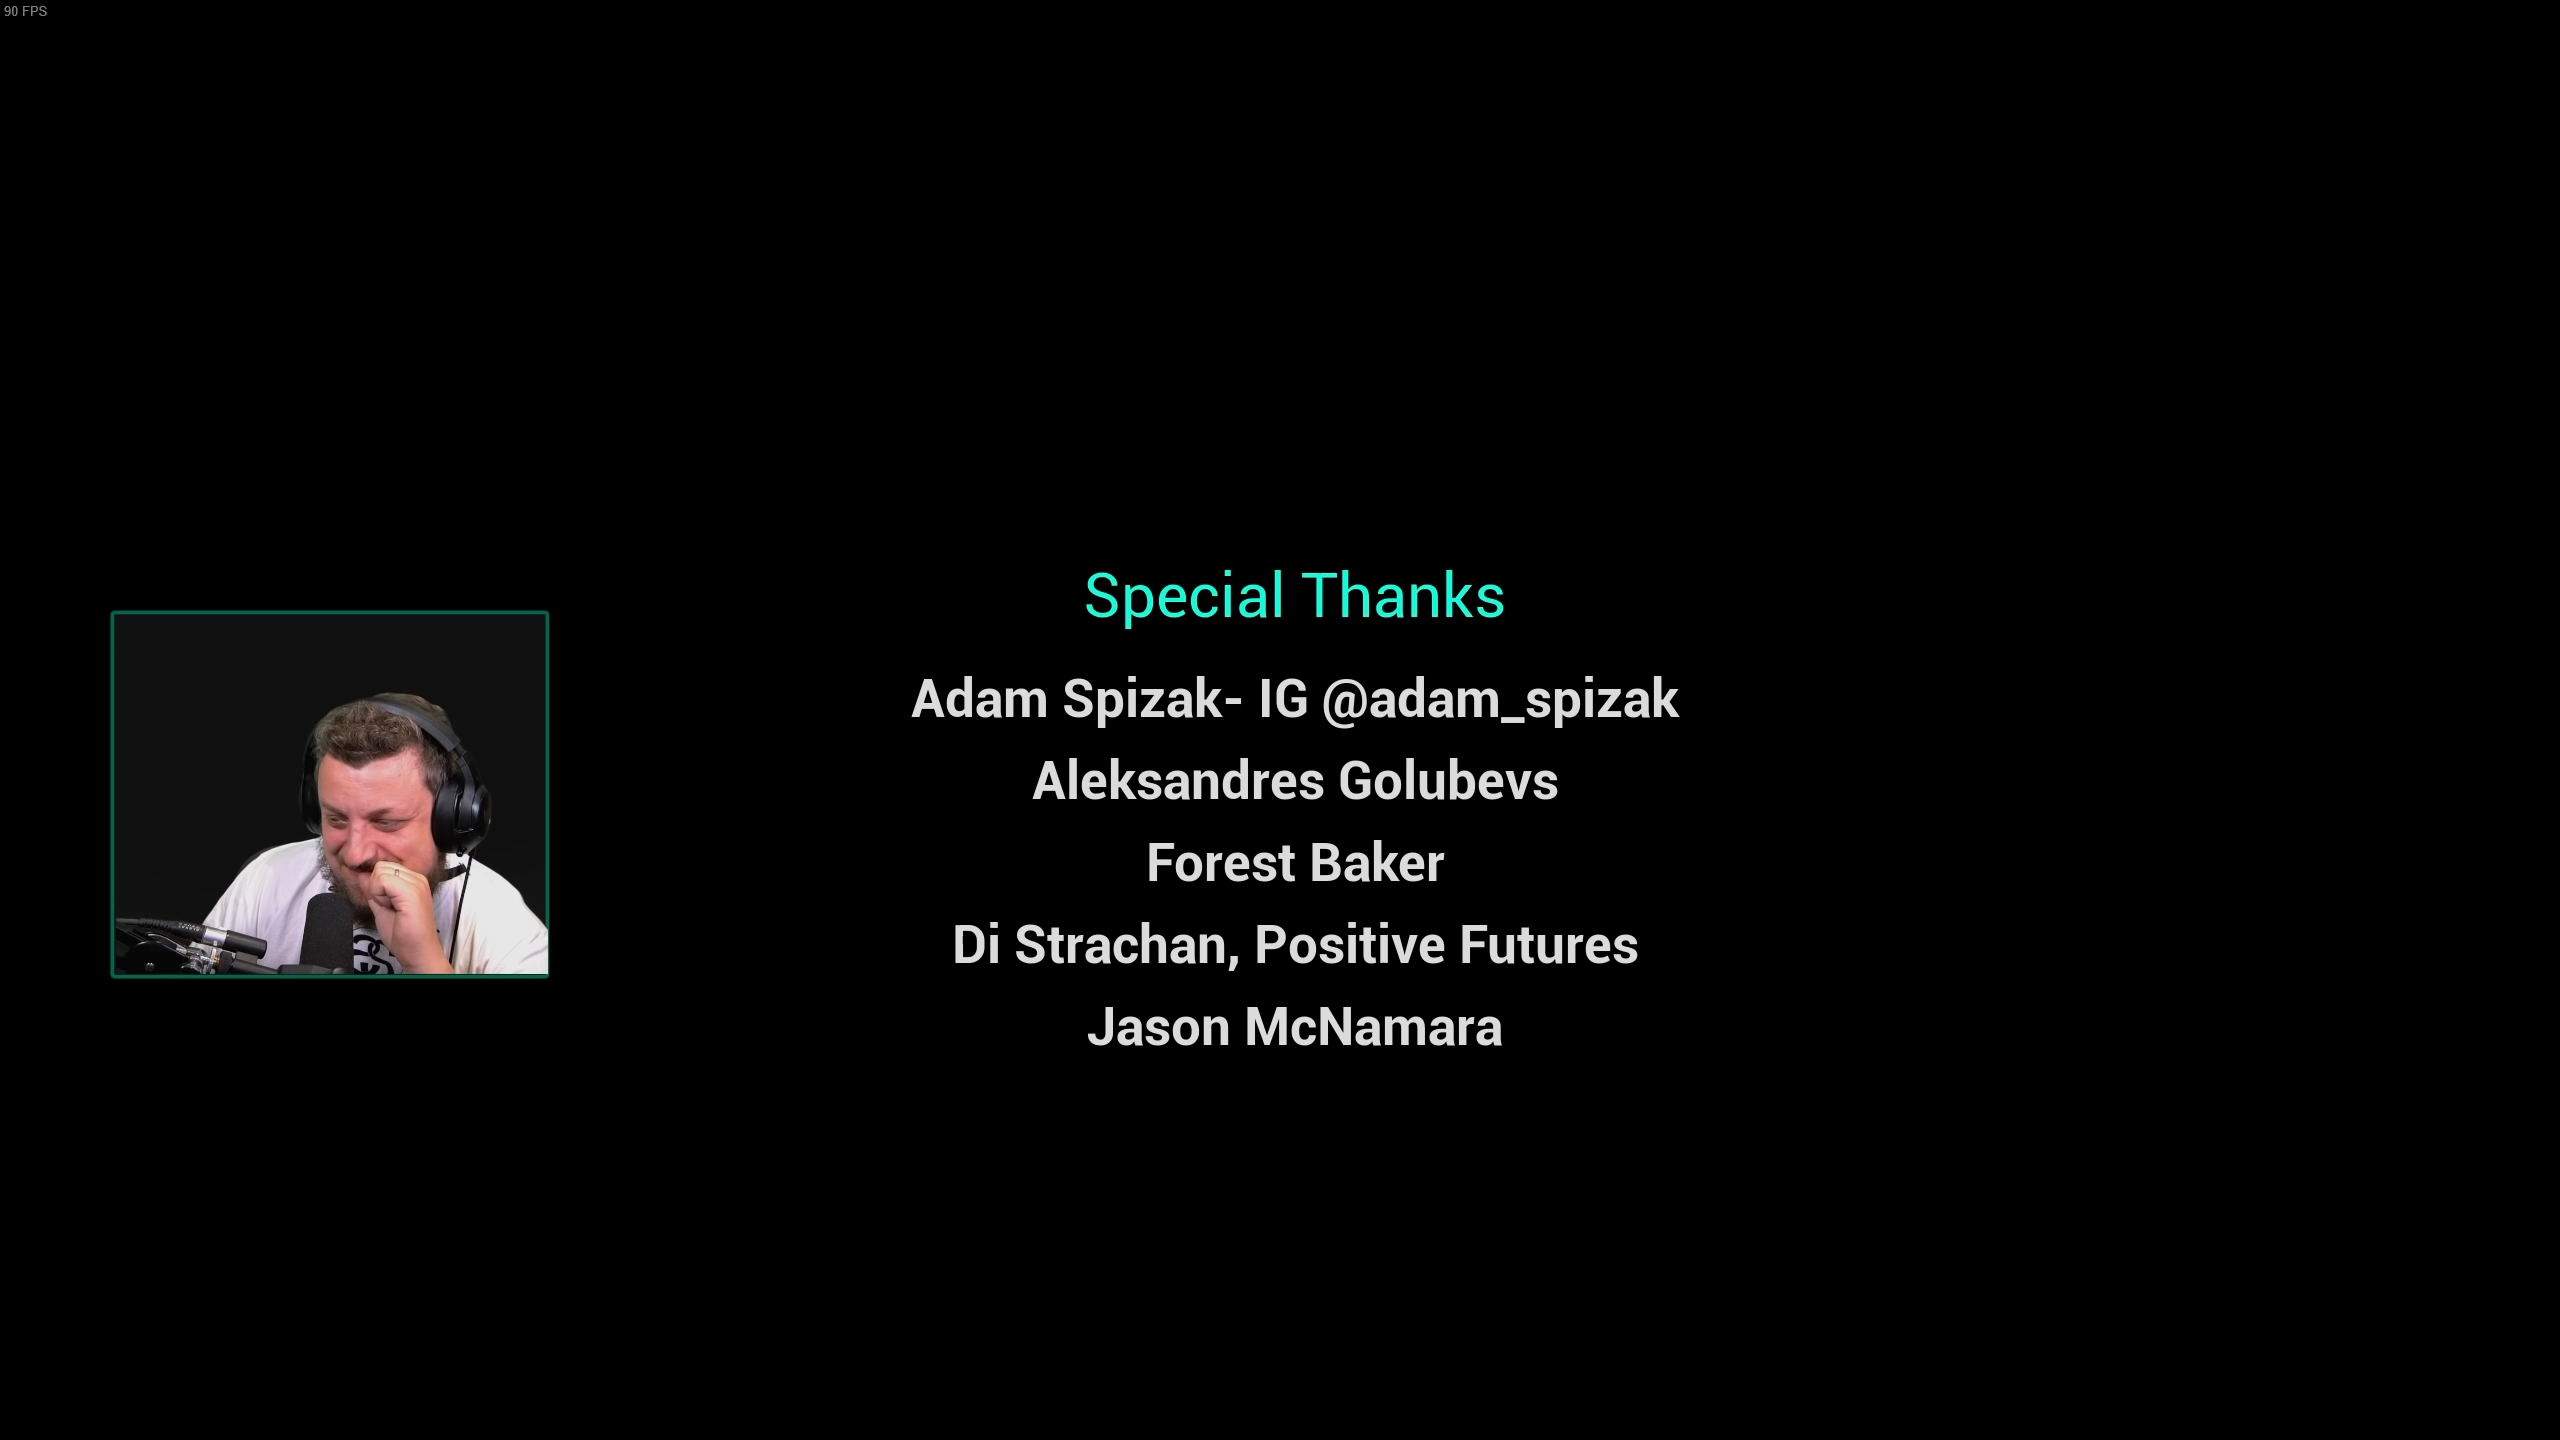 90 FPS
Special Thanks
Adam Spizak- IG @adam_spizak
Aleksandres Golubevs
Forest Baker
Di Strachan, Positive Futures
Jason McNamara